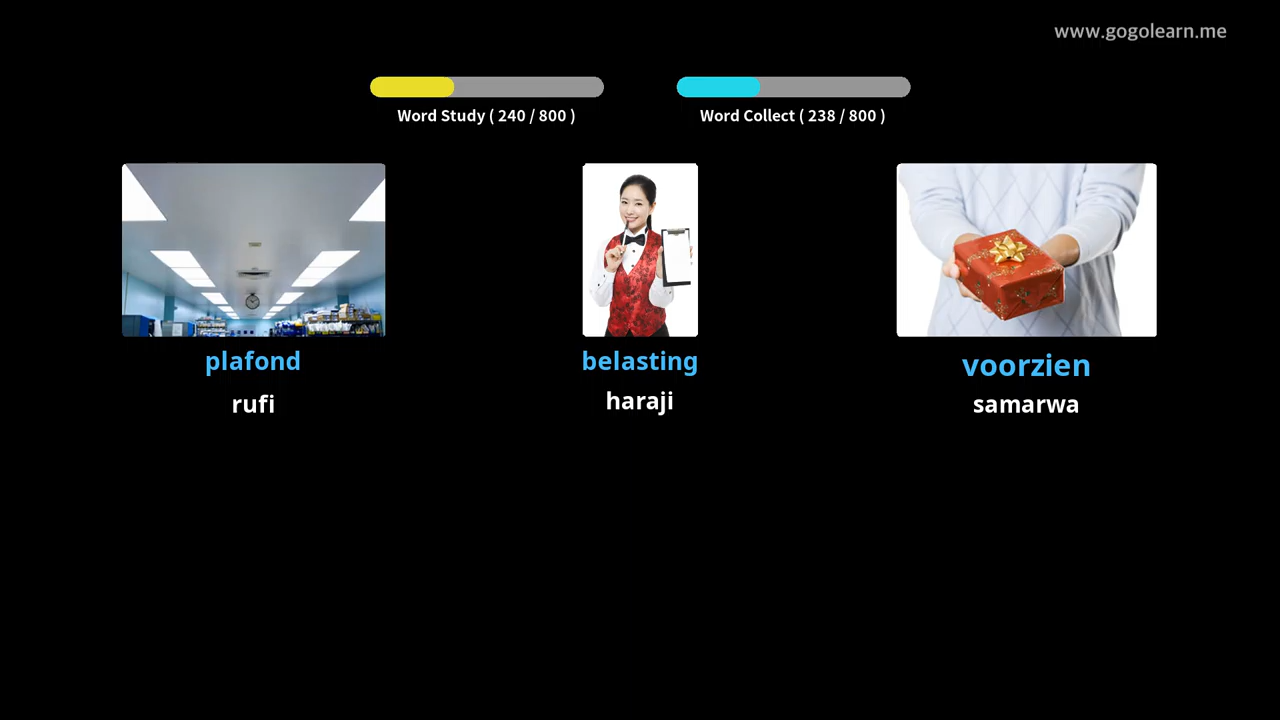 www.gogolearn.me
Word Study ( 240 / 800 )
Word Collect ( 238 / 800 )
plafond
rufi
belasting
haraji
voorzien
samarwa